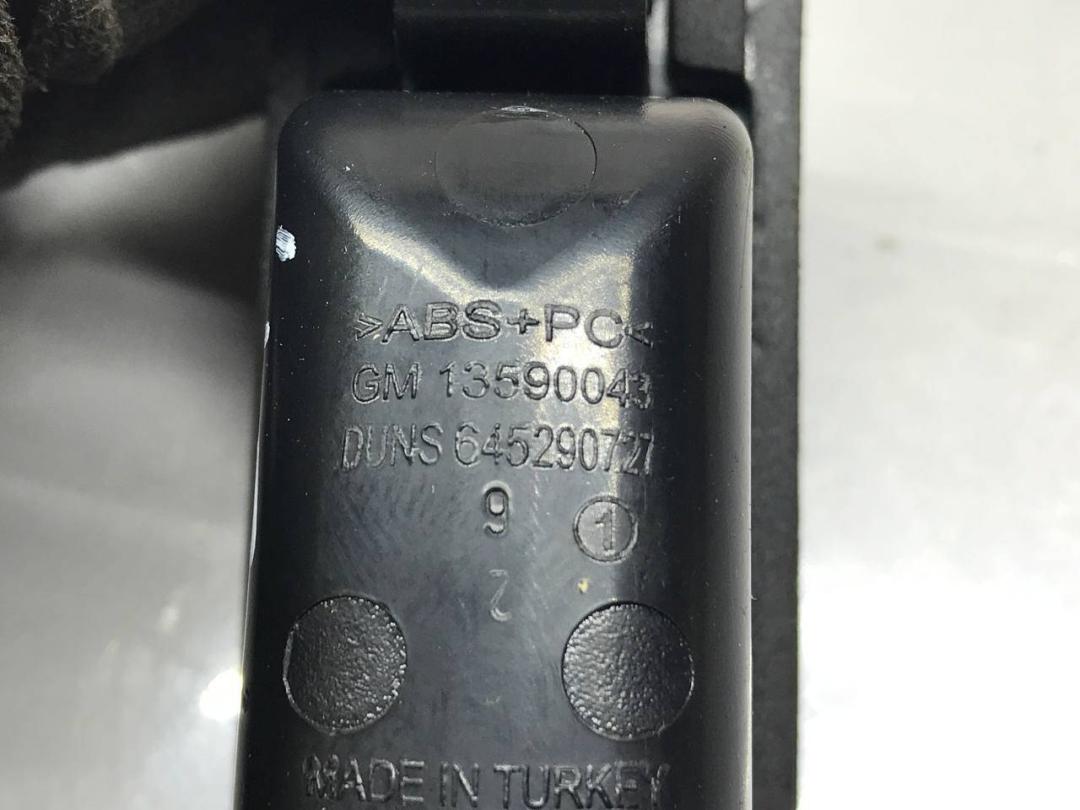 >ABS+PC<
GM 13590043
DUNS 645290727
9
1
2
MADE IN TURKEY